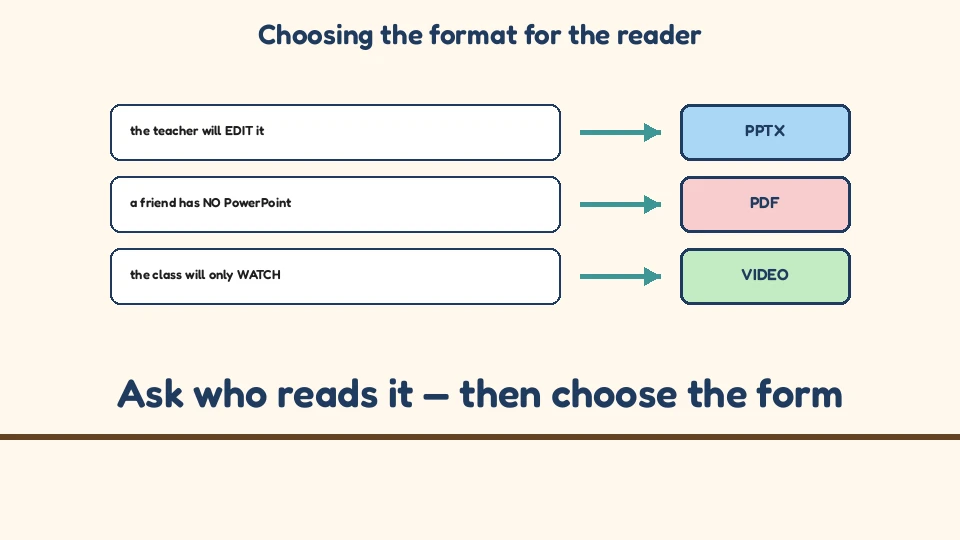 Choosing the format for the reader
the teacher will EDIT it
PPTX
a friend has NO PowerPoint
PDF
the class will only WATCH
VIDEO
Ask who reads it — then choose the form